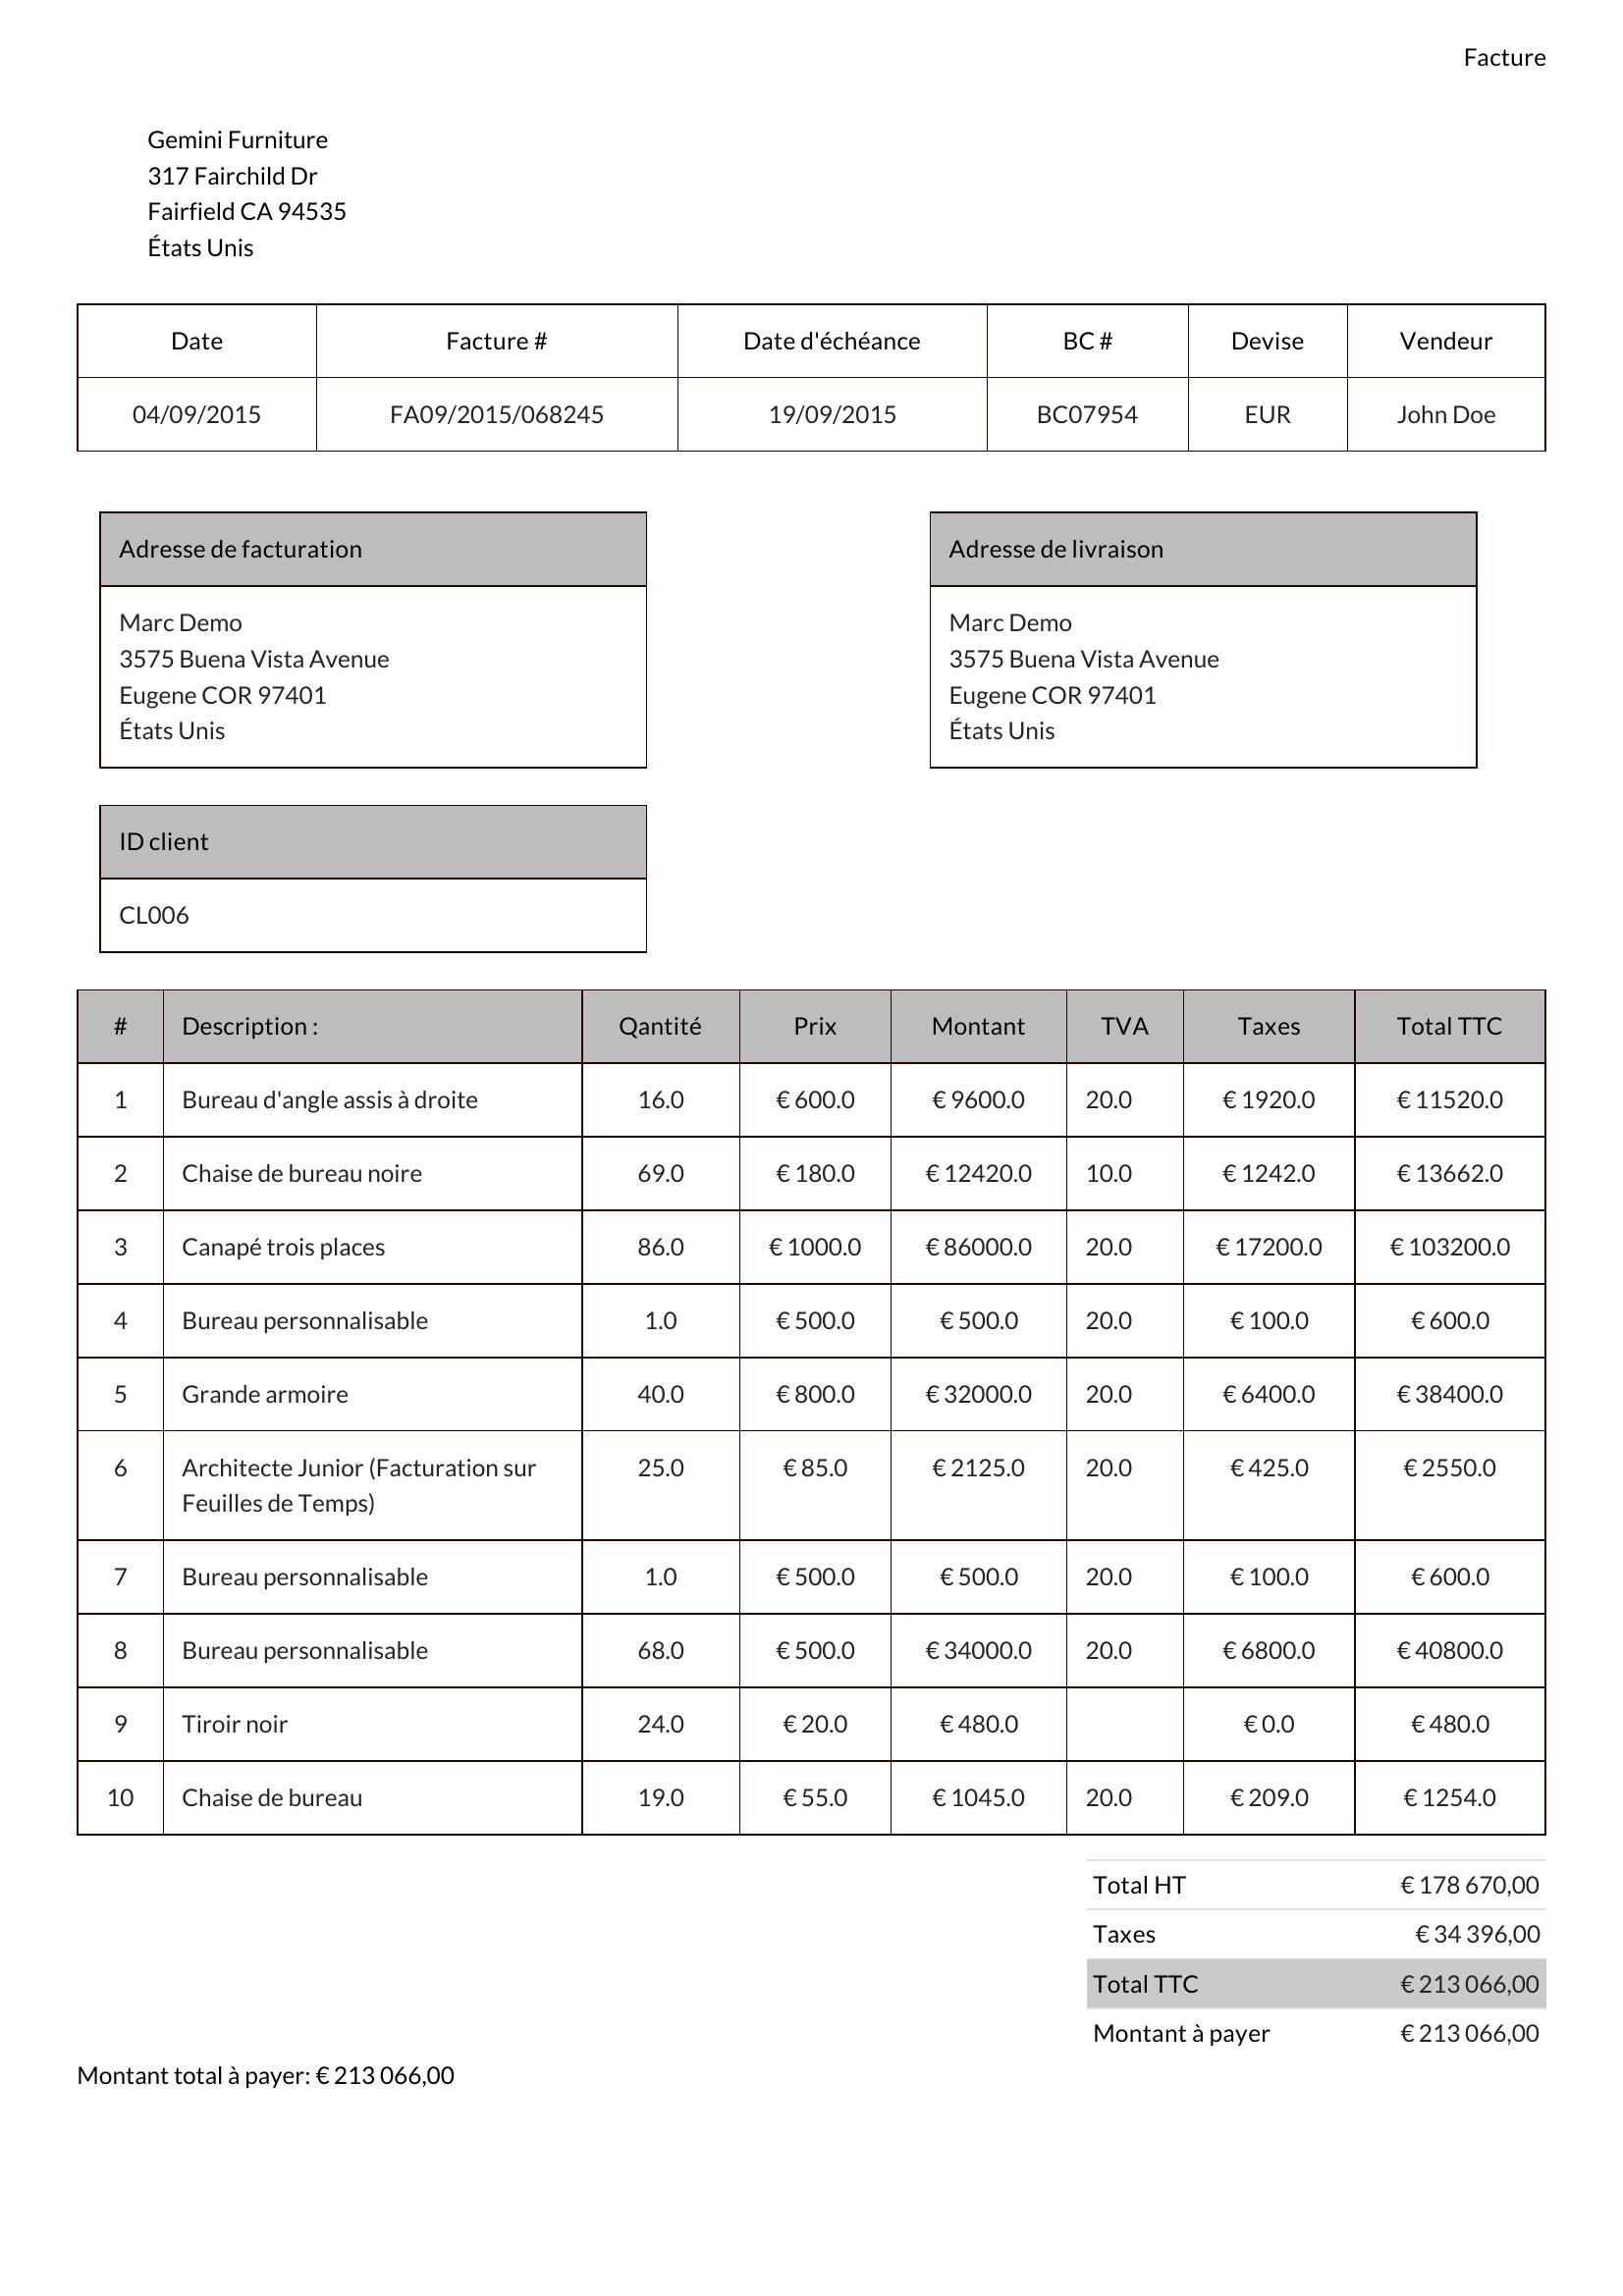 Facture
Gemini Furniture
317 Fairchild Dr
Fairfield CA 94535
États Unis
Date Facture # Date d'échéance BC # Devise Vendeur
04/09/2015 FA09/2015/068245 19/09/2015 BC07954 EUR John Doe
Adresse de facturation
Marc Demo
3575 Buena Vista Avenue
Eugene COR 97401
États Unis
Adresse de livraison
Marc Demo
3575 Buena Vista Avenue
Eugene COR 97401
États Unis
ID client
CL006
# Description : Qantité Prix Montant TVA Taxes Total TTC
1 Bureau d'angle assis à droite 16.0 € 600.0 € 9600.0 20.0 € 1920.0 € 11520.0
2 Chaise de bureau noire 69.0 € 180.0 € 12420.0 10.0 € 1242.0 € 13662.0
3 Canapé trois places 86.0 € 1000.0 € 86000.0 20.0 € 17200.0 € 103200.0
4 Bureau personnalisable 1.0 € 500.0 € 500.0 20.0 € 100.0 € 600.0
5 Grande armoire 40.0 € 800.0 € 32000.0 20.0 € 6400.0 € 38400.0
6 Architecte Junior (Facturation sur 25.0 € 85.0 € 2125.0 20.0 € 425.0 € 2550.0
Feuilles de Temps)
7 Bureau personnalisable 1.0 € 500.0 € 500.0 20.0 € 100.0 € 600.0
8 Bureau personnalisable 68.0 € 500.0 € 34000.0 20.0 € 6800.0 € 40800.0
9 Tiroir noir 24.0 € 20.0 € 480.0 € 0.0 € 480.0
10 Chaise de bureau 19.0 € 55.0 € 1045.0 20.0 € 209.0 € 1254.0
Total HT € 178 670,00
Taxes € 34 396,00
Total TTC € 213 066,00
Montant à payer € 213 066,00
Montant total à payer: € 213 066,00